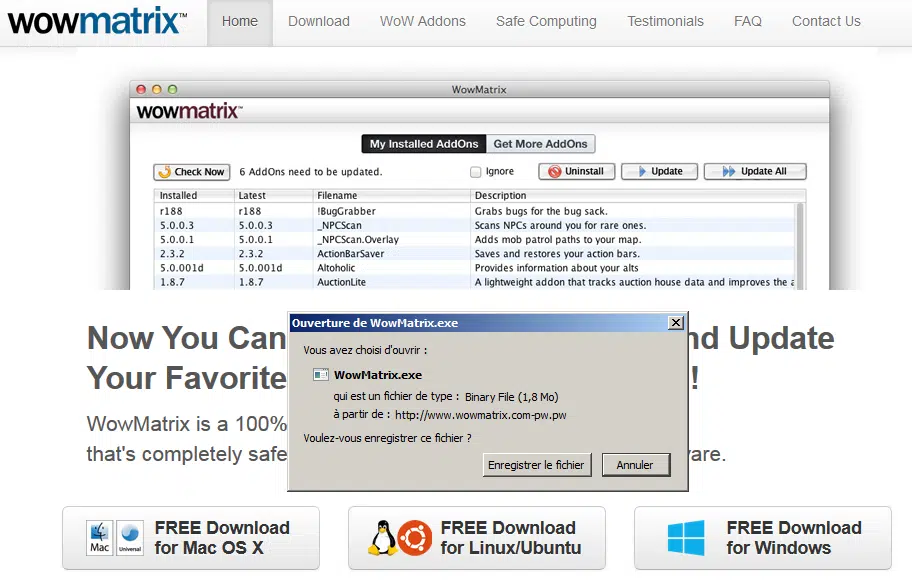 wowmatrix™
Home Download WoW Addons Safe Computing Testimonials FAQ Contact Us
WowMatrix
wowmatrix™
My Installed AddOns Get More AddOns
Check Now 6 AddOns need to be updated. Ignore Uninstall Update Update All
Installed Latest Filename Description
r188 r188 !BugGrabber Grabs bugs for the bug sack.
5.0.0.3 5.0.0.3 _NPCScan Scans NPCs around you for rare ones.
5.0.0.1 5.0.0.1 _NPCScan.Overlay Adds mob patrol paths to your map.
2.3.2 2.3.2 ActionBarSaver Saves and restores your action bars.
5.0.001d 5.0.001d Altoholic Provides information about your alts
1.8.7 1.8.7 AuctionLite A lightweight addon that tracks auction house data and improves the a
Now You Can nd Update
Your Favorite !
WowMatrix is a 100%
that's completely safe ware.
Ouverture de WowMatrix.exe
Vous avez choisi d'ouvrir :
WowMatrix.exe
qui est un fichier de type : Binary File (1,8 Mo)
à partir de : http://www.wowmatrix.com-pw.pw
Voulez-vous enregistrer ce fichier ?
Enregistrer le fichier Annuler
Mac Universal
FREE Download
for Mac OS X
FREE Download
for Linux/Ubuntu
FREE Download
for Windows